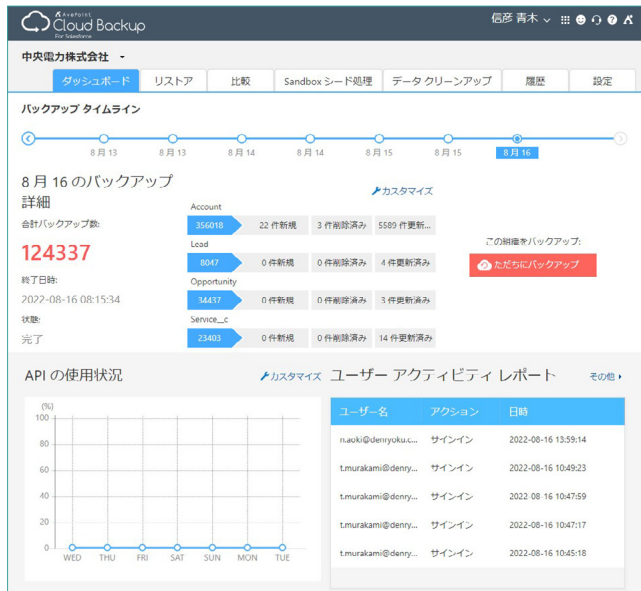 AvePoint
Cloud Backup
For Salesforce
信彦 青木
中央電力株式会社
ダッシュボード リストア 比較 Sandbox シード処理 データ クリーンアップ 履歴 設定
バックアップ タイムライン
8 月 13 8 月 13 8 月 14 8 月 14 8 月 15 8 月 15 8 月 16
8 月 16 のバックアップ
詳細
カスタマイズ
合計バックアップ数:
124337
終了日時:
2022-08-16 08:15:34
状態:
完了
Account
356018 22 件新規 3 件削除済み 5589 件更新...
Lead
8047 0 件新規 0 件削除済み 4 件更新済み
Opportunity
34437 0 件新規 0 件削除済み 3 件更新済み
Service__c
23403 0 件新規 0 件削除済み 14 件更新済み
この組織をバックアップ:
ただちにバックアップ
API の使用状況 カスタマイズ
(%)
100
80
60
40
20
0
WED THU FRI SAT SUN MON TUE
ユーザー アクティビティ レポート その他
ユーザー名 アクション 日時
n.aoki@denryoku.c... サインイン 2022-08-16 13:59:14
t.murakami@denry... サインイン 2022-08-16 10:49:23
t.murakami@denry... サインイン 2022-08-16 10:47:59
t.murakami@denry... サインイン 2022-08-16 10:47:17
t.murakami@denry... サインイン 2022-08-16 10:45:18